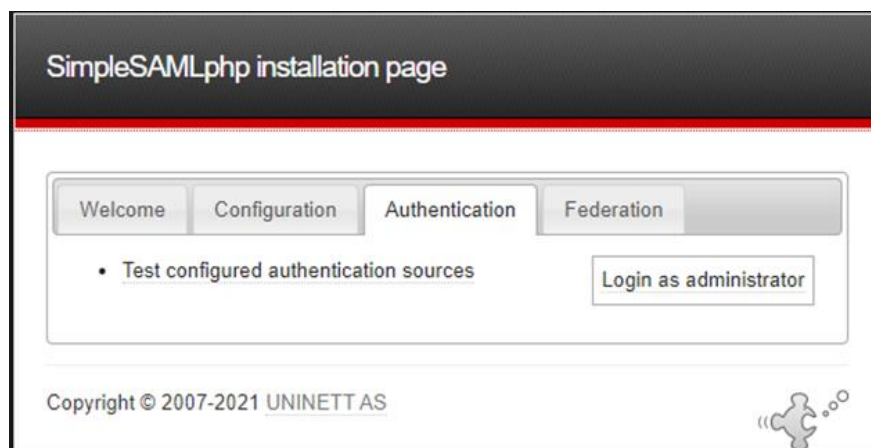 SimpleSAMLphp installation page
Welcome Configuration Authentication Federation
• Test configured authentication sources Login as administrator
Copyright © 2007-2021 UNINETT AS